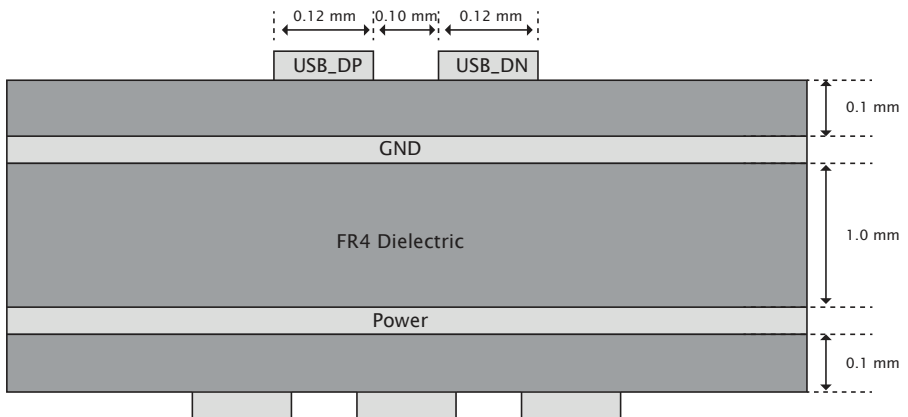 0.12 mm 0.10 mm 0.12 mm
USB_DP USB_DN
0.1 mm
GND
1.0 mm
FR4 Dielectric
Power
0.1 mm